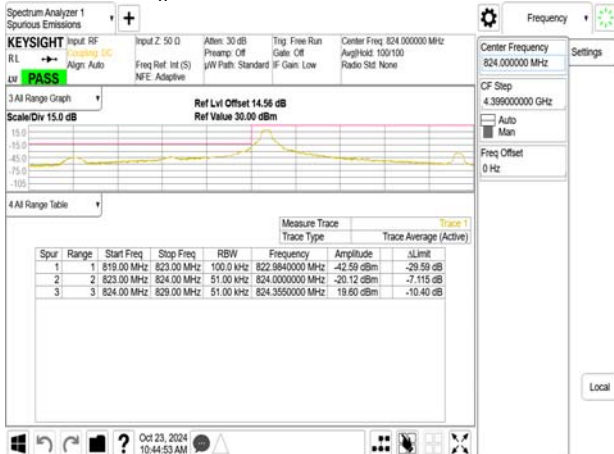 Spectrum Analyzer 1
Spurious Emissions
Frequency
KEYSIGHT
RL
LU
PASS
Input: RF
Coupling: DC
Align: Auto
Input Z: 50 Ω
Freq Ref: Int (S)
NFE: Adaptive
Atten: 30 dB
Preamp: Off
µW Path: Standard
Trig: Free Run
Gate: Off
IF Gain: Low
Center Freq: 824.000000 MHz
Avg|Hold: 100/100
Radio Std: None
Center Frequency
824.000000 MHz
Settings
CF Step
4.399000000 GHz
Auto
Man
Freq Offset
0 Hz
Local
3 All Range Graph
Scale/Div 15.0 dB
Ref Lvl Offset 14.56 dB
Ref Value 30.00 dBm
15.0
-15.0
-45.0
-75.0
-105
4 All Range Table
Measure Trace Trace 1
Trace Type Trace Average (Active)
Spur Range Start Freq Stop Freq RBW Frequency Amplitude ΔLimit
1 1 819.00 MHz 823.00 MHz 100.0 kHz 822.9840000 MHz -42.59 dBm -29.59 dB
2 2 823.00 MHz 824.00 MHz 51.00 kHz 824.0000000 MHz -20.12 dBm -7.115 dB
3 3 824.00 MHz 829.00 MHz 51.00 kHz 824.3550000 MHz 19.60 dBm -10.40 dB
Oct 23, 2024
10:44:53 AM